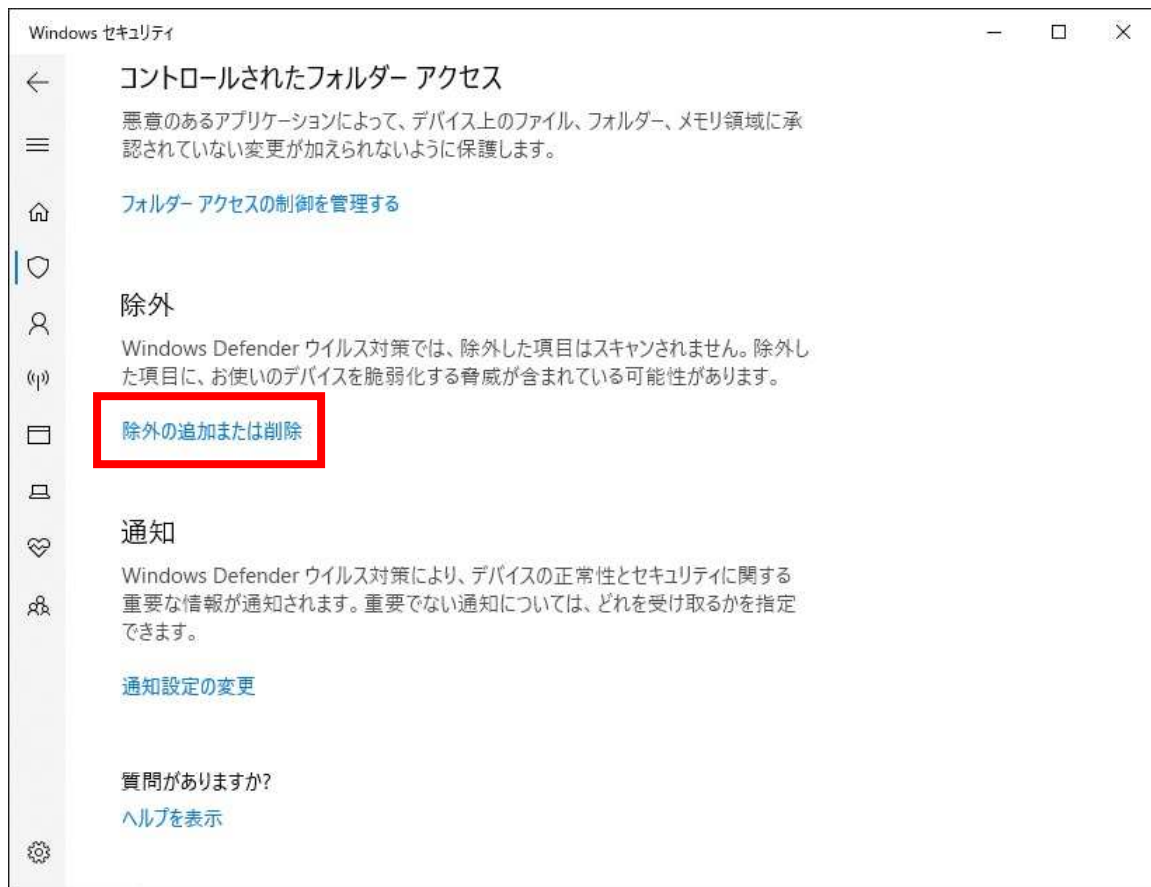 Windows セキュリティ
コントロールされたフォルダー アクセス
悪意のあるアプリケーションによって、デバイス上のファイル、フォルダー、メモリ領域に承
認されていない変更が加えられないように保護します。
フォルダー アクセスの制御を管理する
除外
Windows Defender ウイルス対策では、除外した項目はスキャンされません。除外し
た項目に、お使いのデバイスを脆弱化する脅威が含まれている可能性があります。
除外の追加または削除
通知
Windows Defender ウイルス対策により、デバイスの正常性とセキュリティに関する
重要な情報が通知されます。重要でない通知については、どれを受け取るかを指定
できます。
通知設定の変更
質問がありますか?
ヘルプを表示